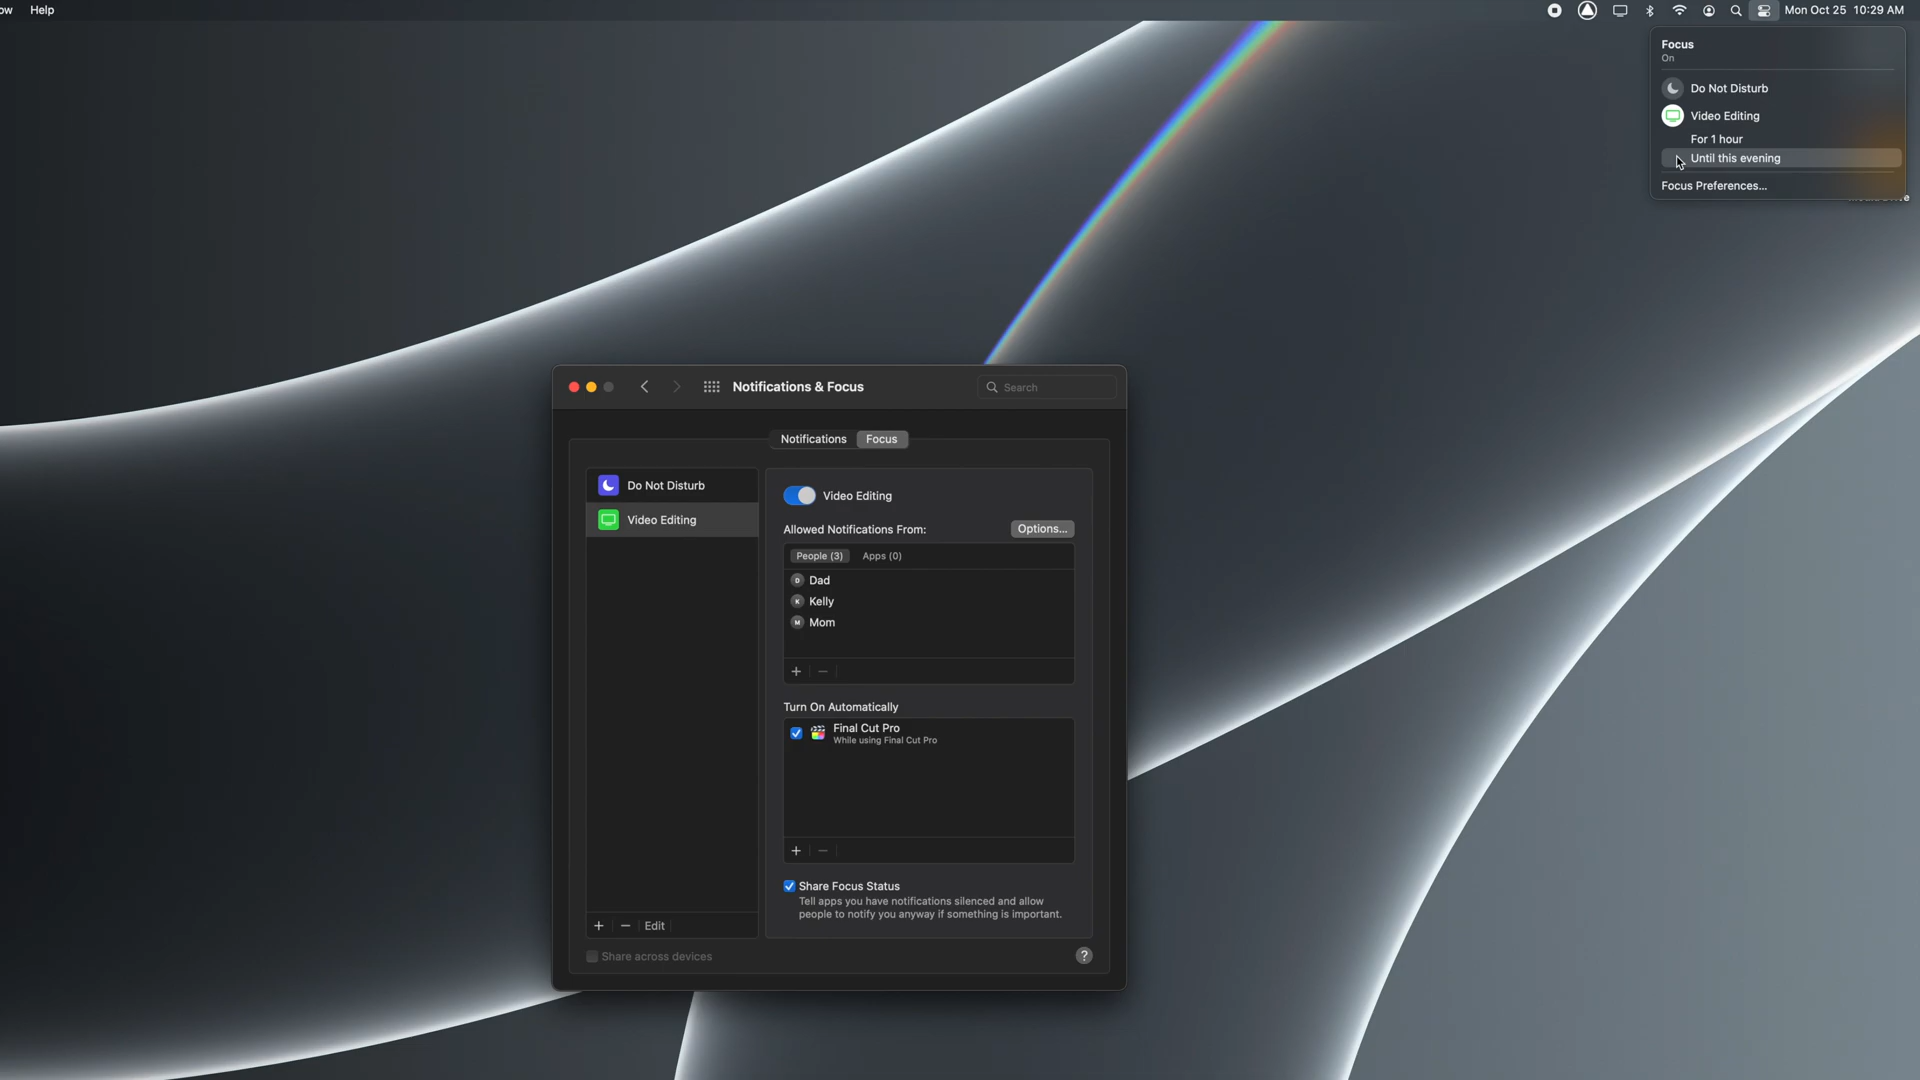 ow Help
Mon Oct 25 10:29 AM
Focus
On
Do Not Disturb
Video Editing
For 1 hour
Until this evening
Focus Preferences...
Notifications & Focus
Search
Notifications Focus
Do Not Disturb
Video Editing
+ − Edit
Share across devices
Video Editing
Allowed Notifications From:
Options...
People (3) Apps (0)
D Dad
K Kelly
M Mom
+ −
Turn On Automatically
Final Cut Pro
While using Final Cut Pro
+ −
Share Focus Status
Tell apps you have notifications silenced and allow
people to notify you anyway if something is important.
?